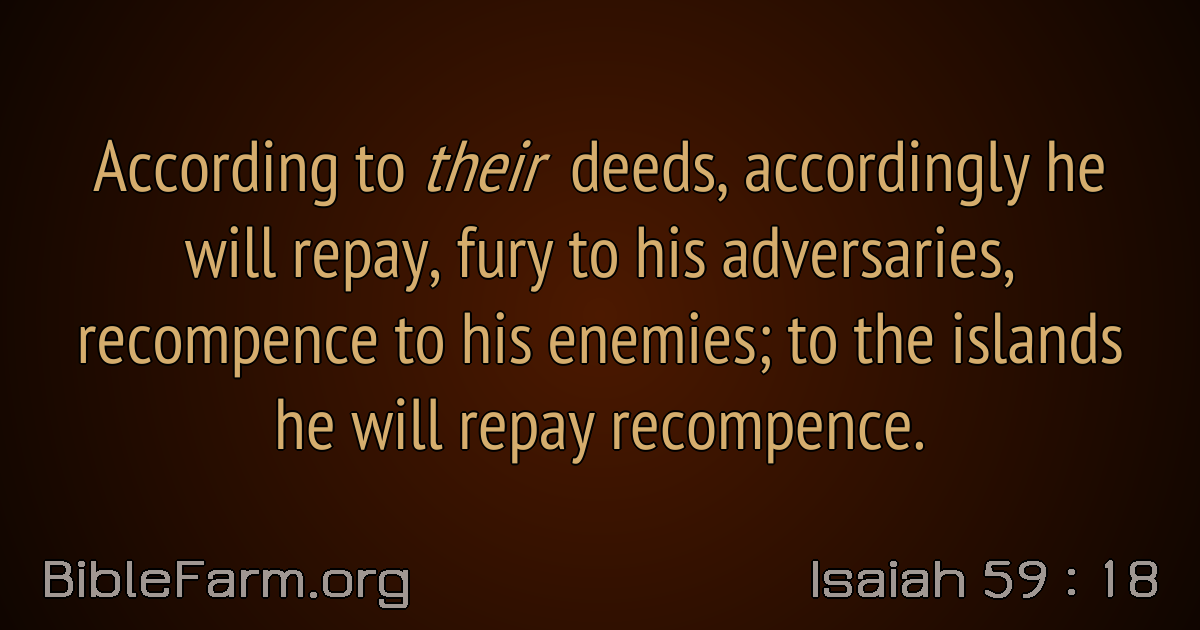 According to their deeds, accordingly he
will repay, fury to his adversaries,
recompence to his enemies; to the islands
he will repay recompence.
BibleFarm.org
Isaiah 59 : 18